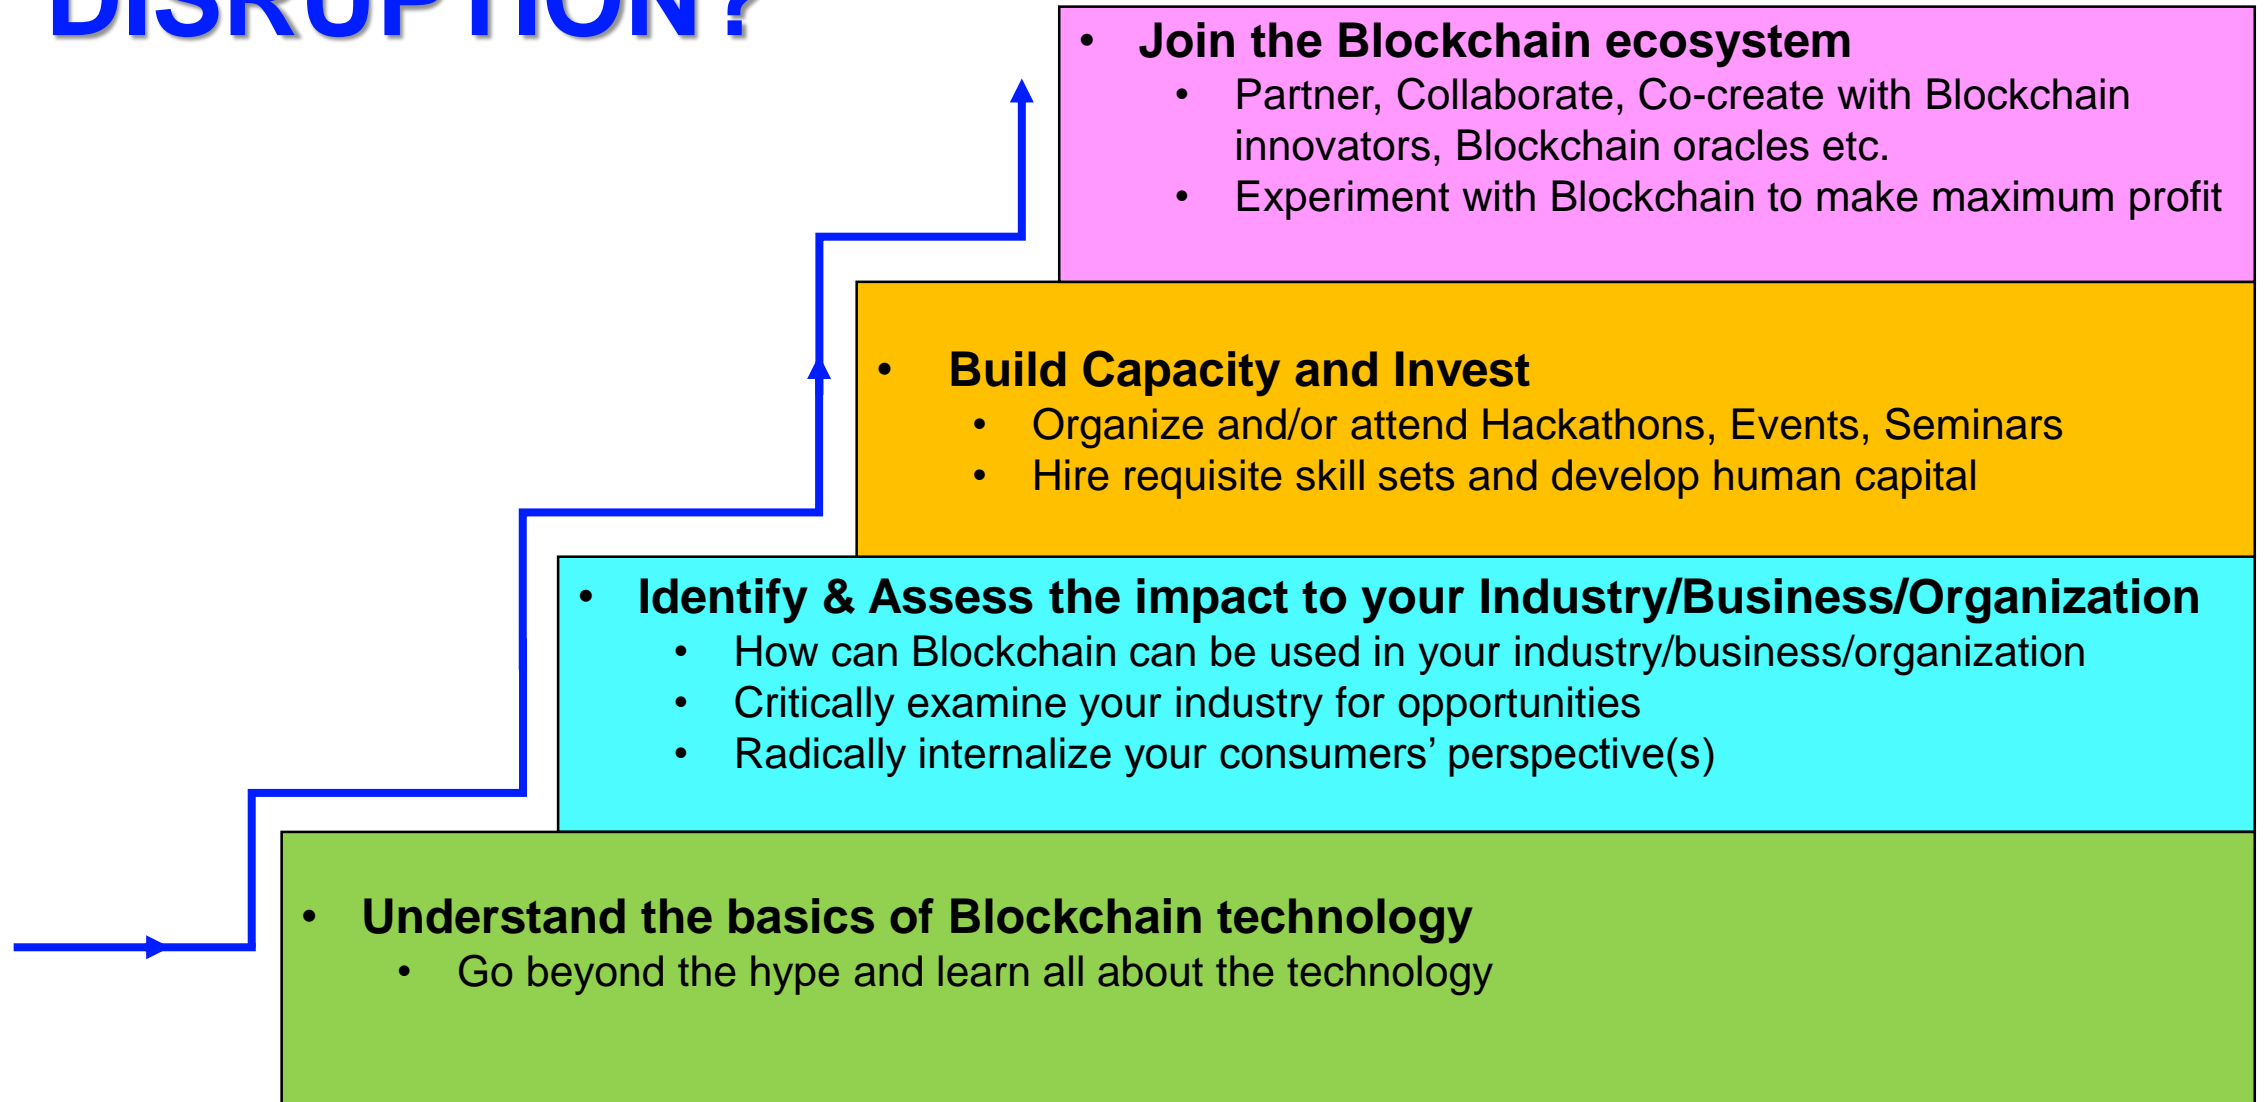 DISRUPTION?
• Join the Blockchain ecosystem
• Partner, Collaborate, Co-create with Blockchain
innovators, Blockchain oracles etc.
• Experiment with Blockchain to make maximum profit
• Build Capacity and Invest
• Organize and/or attend Hackathons, Events, Seminars
• Hire requisite skill sets and develop human capital
• Identify & Assess the impact to your Industry/Business/Organization
• How can Blockchain can be used in your industry/business/organization
• Critically examine your industry for opportunities
• Radically internalize your consumers’ perspective(s)
• Understand the basics of Blockchain technology
• Go beyond the hype and learn all about the technology